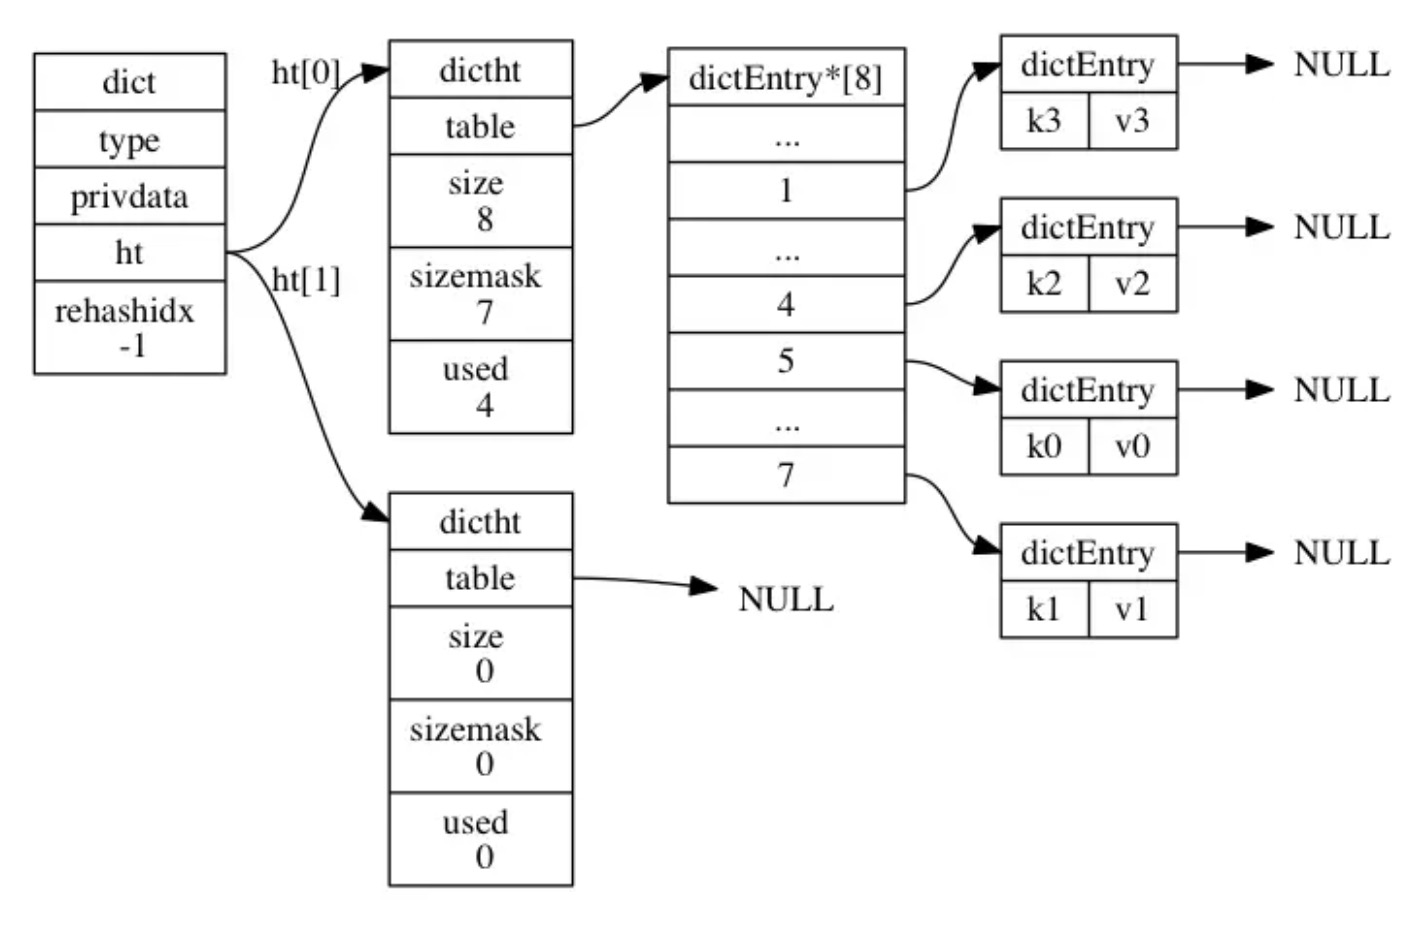 dict
type
privdata
ht
rehashidx
-1
ht[0]
ht[1]
dictht
table
size
8
sizemask
7
used
4
dictht
table
size
0
sizemask
0
used
0
NULL
dictEntry*[8]
...
1
...
4
5
...
7
dictEntry
k3 v3
NULL
dictEntry
k2 v2
NULL
dictEntry
k0 v0
NULL
dictEntry
k1 v1
NULL